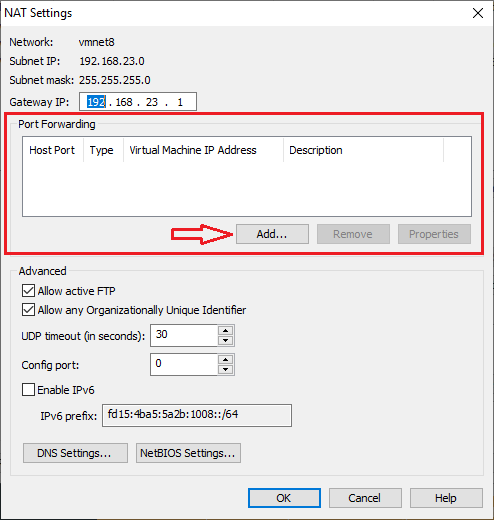 NAT Settings
Network: vmnet8
Subnet IP: 192.168.23.0
Subnet mask: 255.255.255.0
Gateway IP: 192 . 168 . 23 . 1
Port Forwarding
Host Port Type Virtual Machine IP Address Description
Add... Remove Properties
Advanced
Allow active FTP
Allow any Organizationally Unique Identifier
UDP timeout (in seconds): 30
Config port: 0
Enable IPv6
IPv6 prefix: fd15:4ba5:5a2b:1008::/64
DNS Settings... NetBIOS Settings...
OK Cancel Help